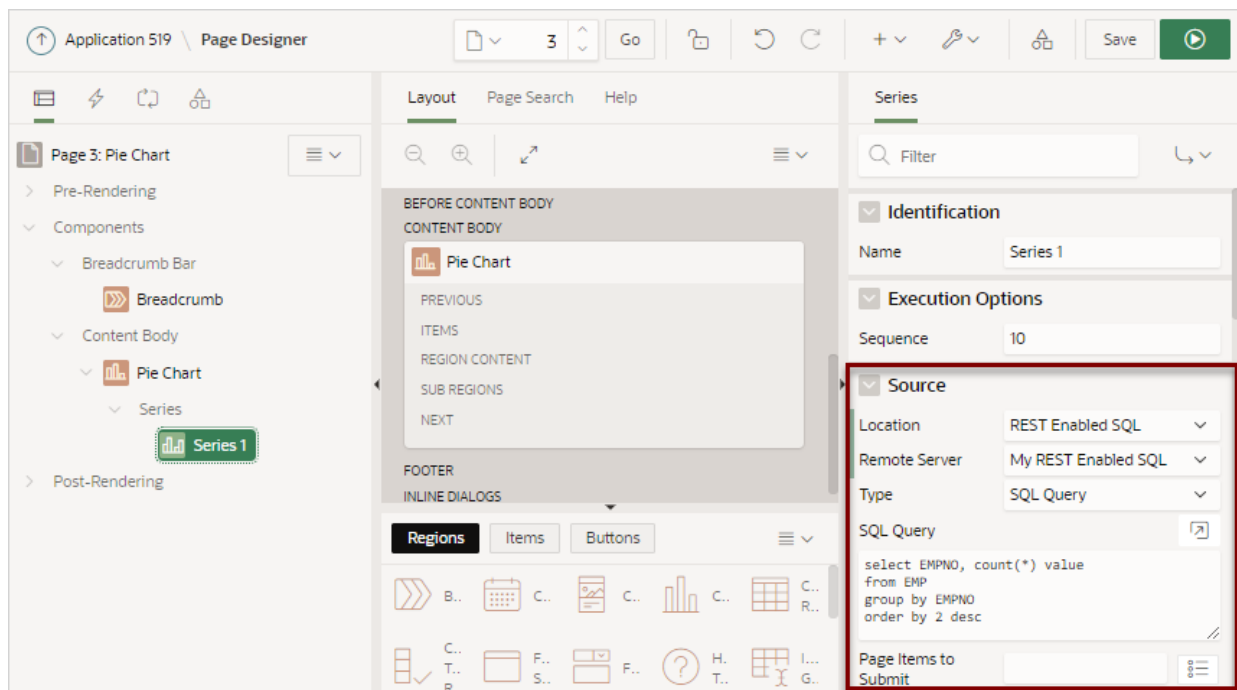 Application 519 \ Page Designer
3
Go
Save
Page 3: Pie Chart
Pre-Rendering
Components
Breadcrumb Bar
Breadcrumb
Content Body
Pie Chart
Series
Series 1
Post-Rendering
Layout Page Search Help
BEFORE CONTENT BODY
CONTENT BODY
Pie Chart
PREVIOUS
ITEMS
REGION CONTENT
SUB REGIONS
NEXT
FOOTER
INLINE DIALOGS
Regions Items Buttons
B.. C.. C.. C.. C..
R..
C.. F.. F.. H. I...
T.. S.. T.. G..
R
Series
Filter
Identification
Name Series 1
Execution Options
Sequence 10
Source
Location REST Enabled SQL
Remote Server My REST Enabled SQL
Type SQL Query
SQL Query
select EMPNO, count(*) value
from EMP
group by EMPNO
order by 2 desc
Page Items to
Submit